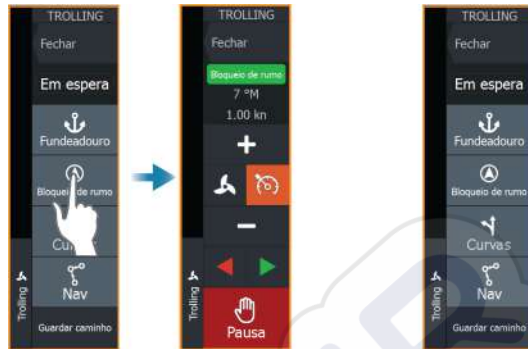 TROLLING
Fechar
Em espera
Fundeadouro
Bloqueio de rumo
Nav
Guardar caminho
Trolling
TROLLING
Fechar
Bloqueio de rumo
7 °M
1.00 kn
Pausa
Trolling
TROLLING
Fechar
Em espera
Fundeadouro
Bloqueio de rumo
Curvas
Nav
Guardar caminho
Trolling